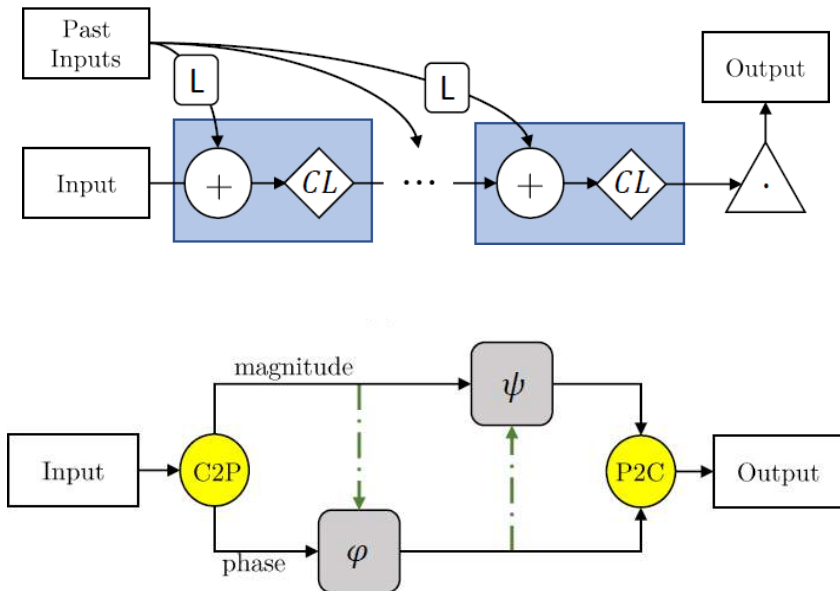 Past
Inputs
L
L
Output
Input
+
CL
...
+
CL
.
magnitude
ψ
Input
C2P
P2C
Output
φ
phase